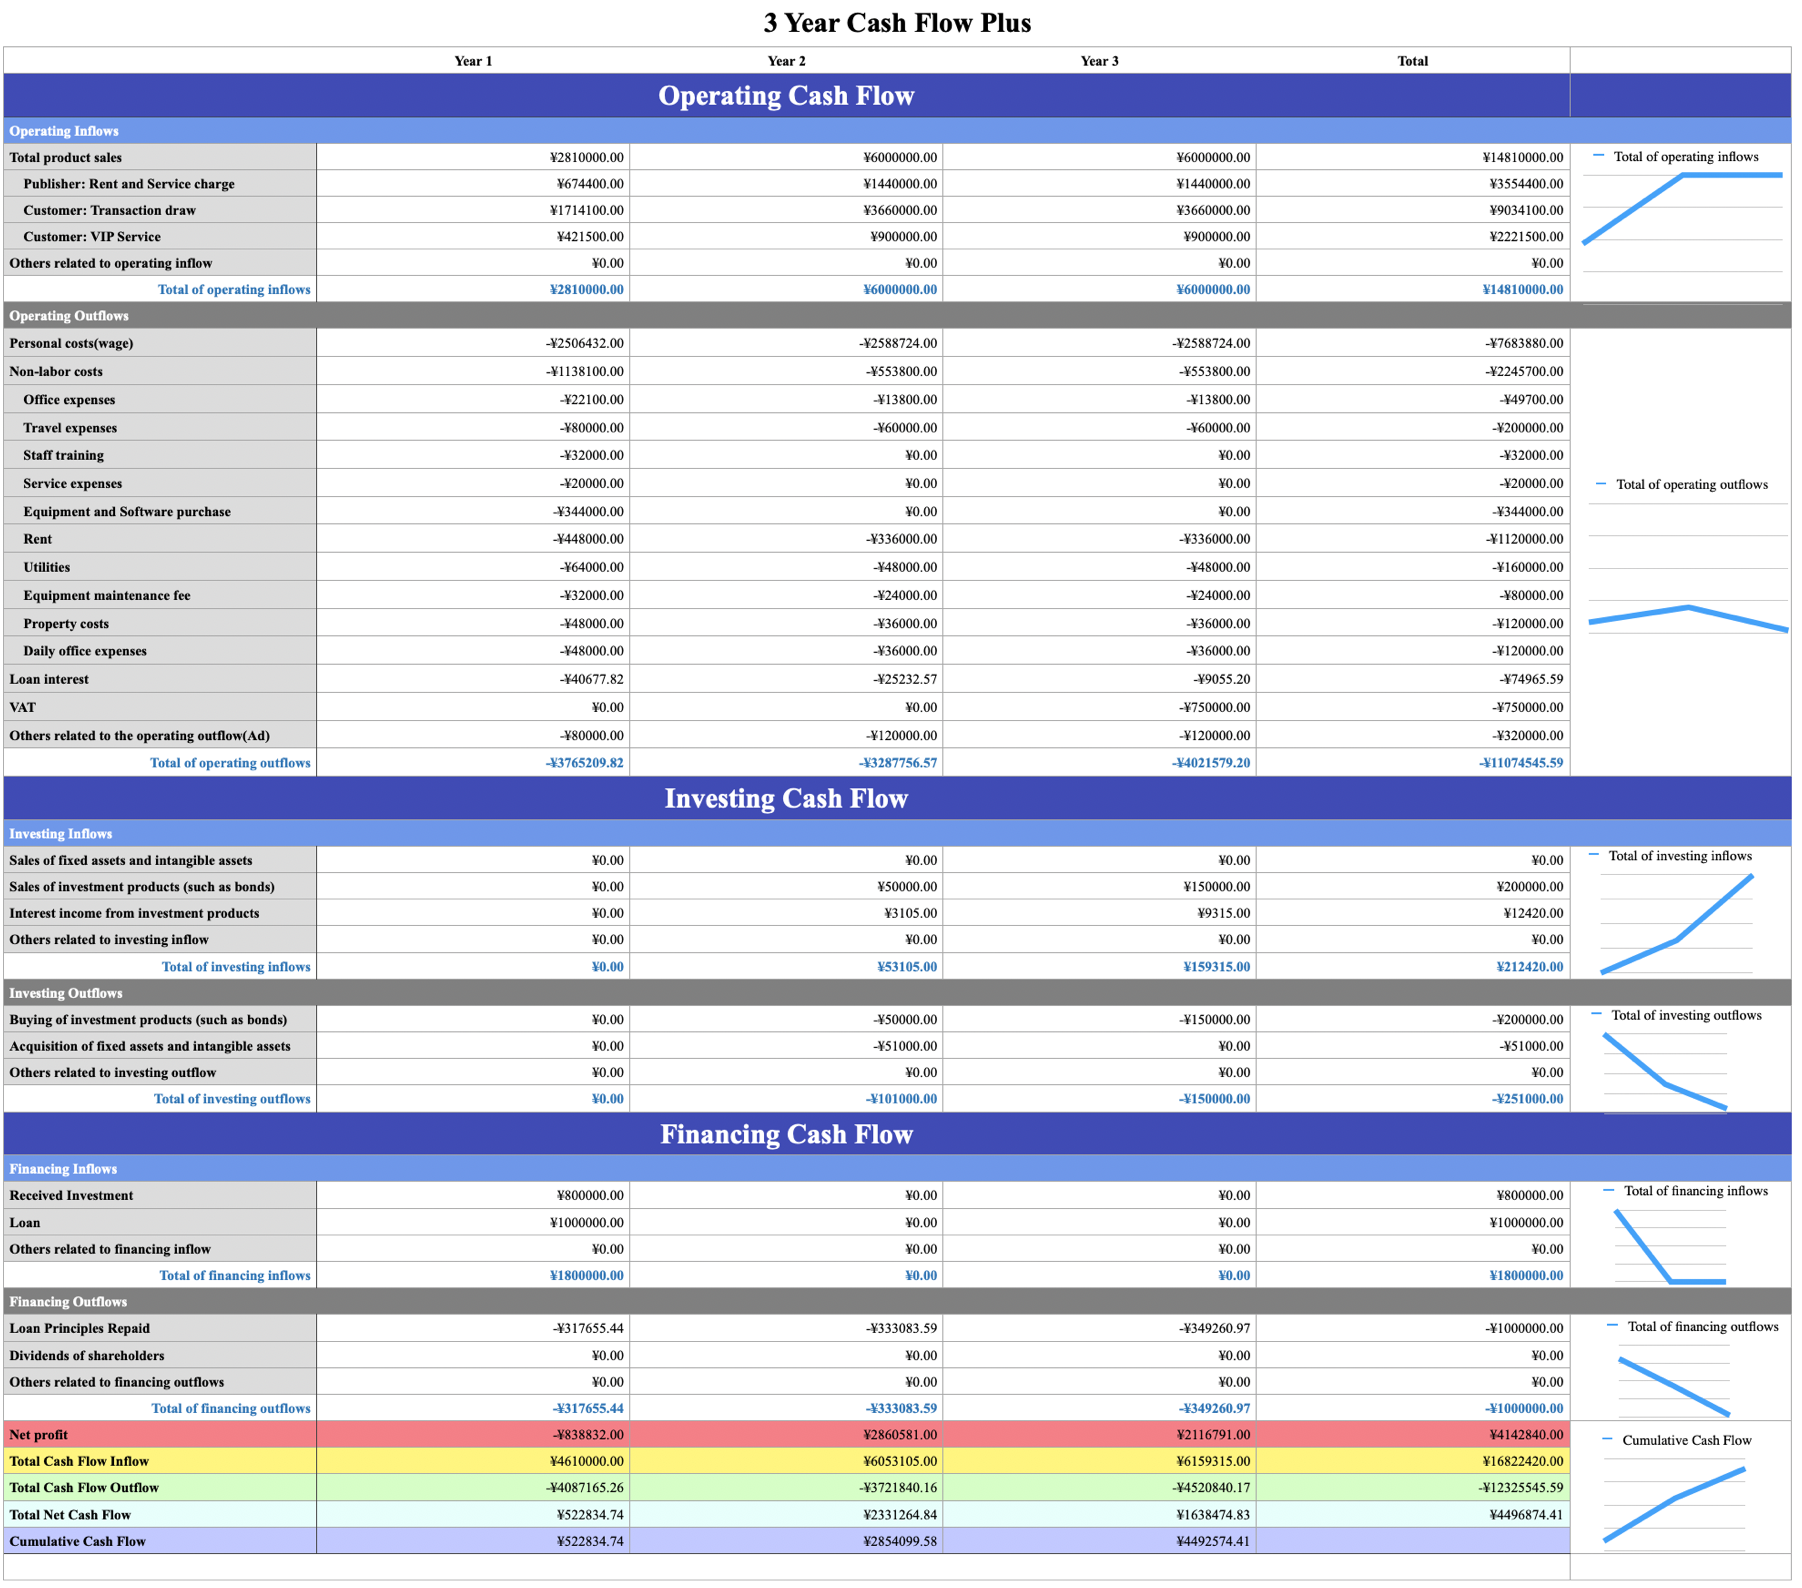 3 Year Cash Flow Plus
Year 1 Year 2 Year 3 Total
Operating Cash Flow
Operating Inflows
Total product sales ¥2810000.00 ¥6000000.00 ¥6000000.00 ¥14810000.00
Publisher: Rent and Service charge ¥674400.00 ¥1440000.00 ¥1440000.00 ¥3554400.00
Customer: Transaction draw ¥1714100.00 ¥3660000.00 ¥3660000.00 ¥9034100.00
Customer: VIP Service ¥421500.00 ¥900000.00 ¥900000.00 ¥2221500.00
Others related to operating inflow ¥0.00 ¥0.00 ¥0.00 ¥0.00
Total of operating inflows ¥2810000.00 ¥6000000.00 ¥6000000.00 ¥14810000.00
Total of operating inflows
Operating Outflows
Personal costs(wage) -¥2506432.00 -¥2588724.00 -¥2588724.00 -¥7683880.00
Non-labor costs -¥1138100.00 -¥553800.00 -¥553800.00 -¥2245700.00
Office expenses -¥22100.00 -¥13800.00 -¥13800.00 -¥49700.00
Travel expenses -¥80000.00 -¥60000.00 -¥60000.00 -¥200000.00
Staff training -¥32000.00 ¥0.00 ¥0.00 -¥32000.00
Service expenses -¥20000.00 ¥0.00 ¥0.00 -¥20000.00
Equipment and Software purchase -¥344000.00 ¥0.00 ¥0.00 -¥344000.00
Rent -¥448000.00 -¥336000.00 -¥336000.00 -¥1120000.00
Utilities -¥64000.00 -¥48000.00 -¥48000.00 -¥160000.00
Equipment maintenance fee -¥32000.00 -¥24000.00 -¥24000.00 -¥80000.00
Property costs -¥48000.00 -¥36000.00 -¥36000.00 -¥120000.00
Daily office expenses -¥48000.00 -¥36000.00 -¥36000.00 -¥120000.00
Loan interest -¥40677.82 -¥25232.57 -¥9055.20 -¥74965.59
VAT ¥0.00 ¥0.00 -¥750000.00 -¥750000.00
Others related to the operating outflow(Ad) -¥80000.00 -¥120000.00 -¥120000.00 -¥320000.00
Total of operating outflows -¥3765209.82 -¥3287756.57 -¥4021579.20 -¥11074545.59
Total of operating outflows
Investing Cash Flow
Investing Inflows
Sales of fixed assets and intangible assets ¥0.00 ¥0.00 ¥0.00 ¥0.00
Sales of investment products (such as bonds) ¥0.00 ¥50000.00 ¥150000.00 ¥200000.00
Interest income from investment products ¥0.00 ¥3105.00 ¥9315.00 ¥12420.00
Others related to investing inflow ¥0.00 ¥0.00 ¥0.00 ¥0.00
Total of investing inflows ¥0.00 ¥53105.00 ¥159315.00 ¥212420.00
Total of investing inflows
Investing Outflows
Buying of investment products (such as bonds) ¥0.00 -¥50000.00 -¥150000.00 -¥200000.00
Acquisition of fixed assets and intangible assets ¥0.00 -¥51000.00 ¥0.00 -¥51000.00
Others related to investing outflow ¥0.00 ¥0.00 ¥0.00 ¥0.00
Total of investing outflows ¥0.00 -¥101000.00 -¥150000.00 -¥251000.00
Total of investing outflows
Financing Cash Flow
Financing Inflows
Received Investment ¥800000.00 ¥0.00 ¥0.00 ¥800000.00
Loan ¥1000000.00 ¥0.00 ¥0.00 ¥1000000.00
Others related to financing inflow ¥0.00 ¥0.00 ¥0.00 ¥0.00
Total of financing inflows ¥1800000.00 ¥0.00 ¥0.00 ¥1800000.00
Total of financing inflows
Financing Outflows
Loan Principles Repaid -¥317655.44 -¥333083.59 -¥349260.97 -¥1000000.00
Dividends of shareholders ¥0.00 ¥0.00 ¥0.00 ¥0.00
Others related to financing outflows ¥0.00 ¥0.00 ¥0.00 ¥0.00
Total of financing outflows -¥317655.44 -¥333083.59 -¥349260.97 -¥1000000.00
Total of financing outflows
Net profit -¥838832.00 ¥2860581.00 ¥2116791.00 ¥4142840.00
Total Cash Flow Inflow ¥4610000.00 ¥6053105.00 ¥6159315.00 ¥16822420.00
Total Cash Flow Outflow -¥4087165.26 -¥3721840.16 -¥4520840.17 -¥12325545.59
Total Net Cash Flow ¥522834.74 ¥2331264.84 ¥1638474.83 ¥4496874.41
Cumulative Cash Flow ¥522834.74 ¥2854099.58 ¥4492574.41
Cumulative Cash Flow